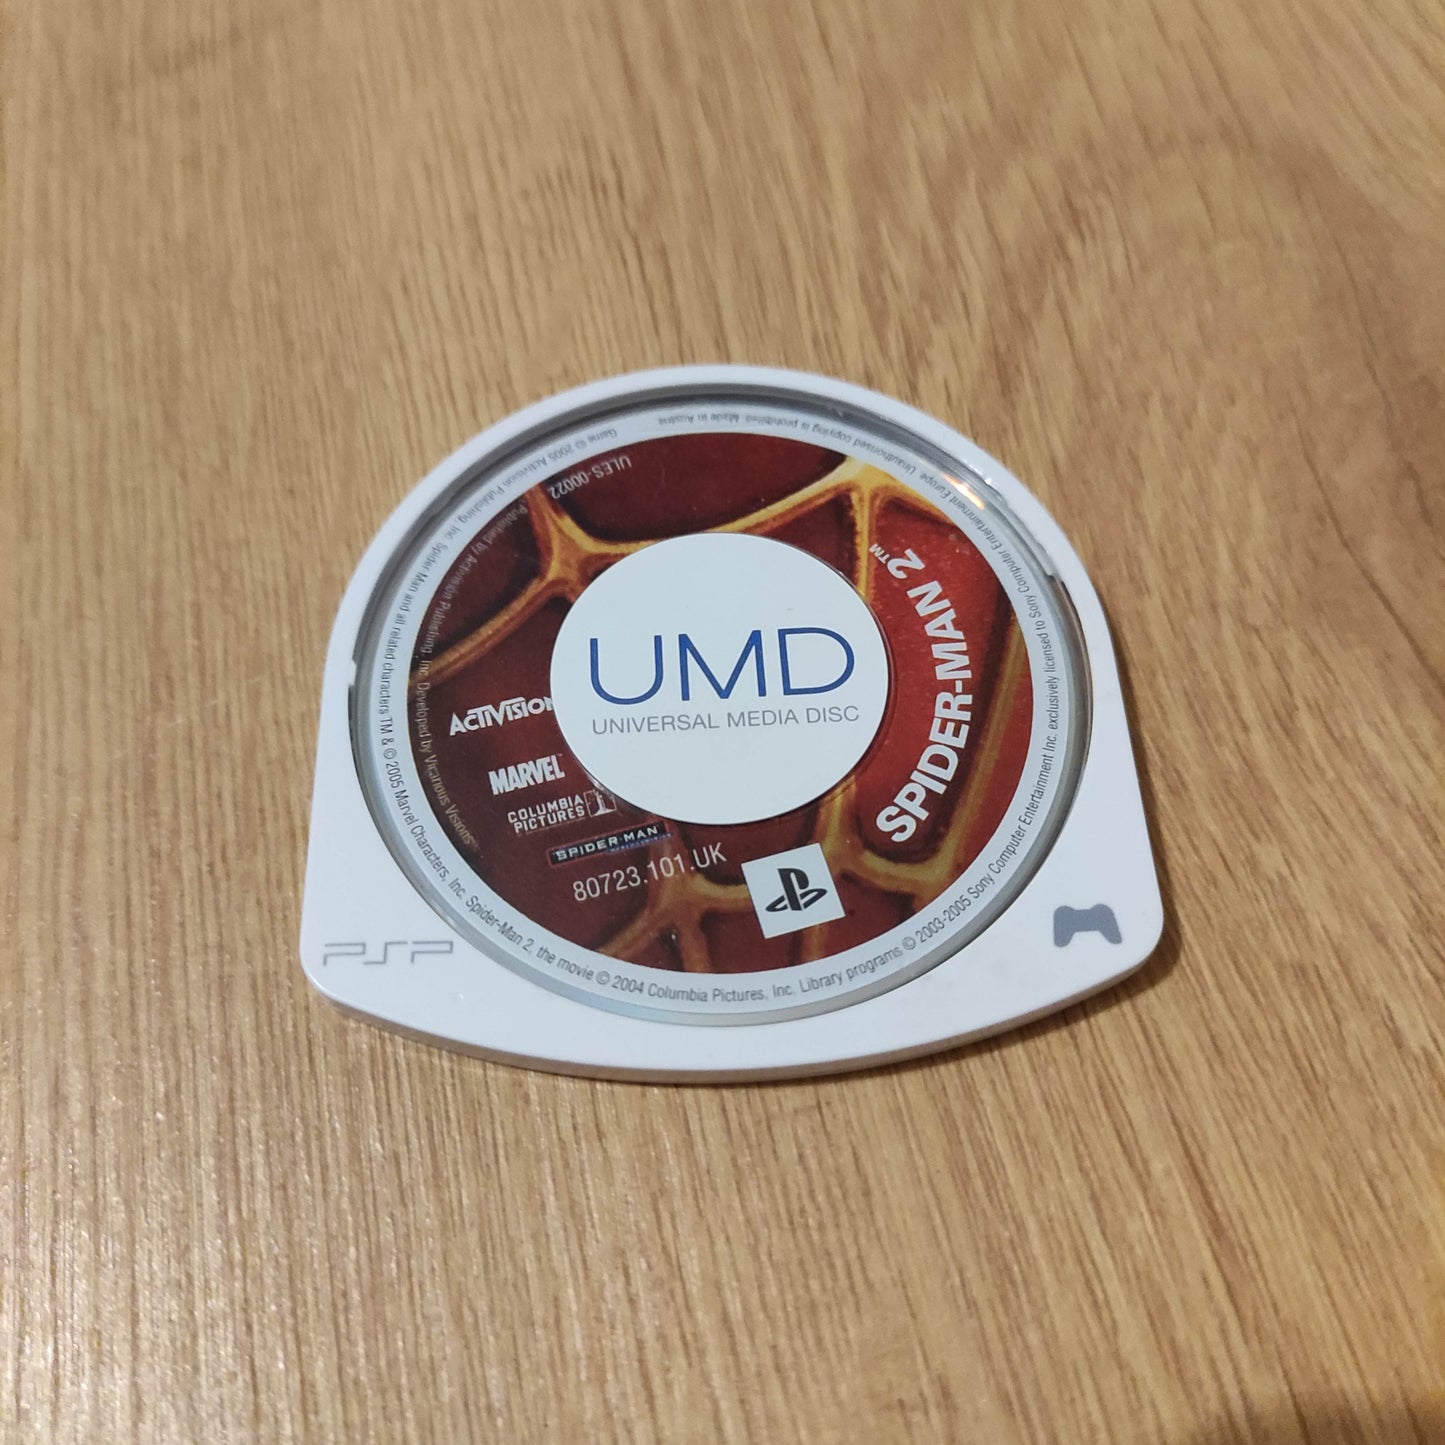 UMD
UNIVERSAL MEDIA DISC
SPIDER-MAN 2™
ACTIVISION
MARVEL
COLUMBIA
PICTURES
SPIDER-MAN
80723.101.UK
ULES-00022
PSP
Game © 2005 Activision Publishing, Inc. Spider-Man and all related characters TM & © 2005 Marvel Characters, Inc. Spider-Man 2, the movie © 2004 Columbia Pictures, Inc. Library programs © 2003-2005 Sony Computer Entertainment Inc. exclusively licensed to Sony Computer Entertainment Europe. Unauthorised copying is prohibited. Made in Austria
Published by Activision Publishing, Inc. Developed by Vicarious Visions